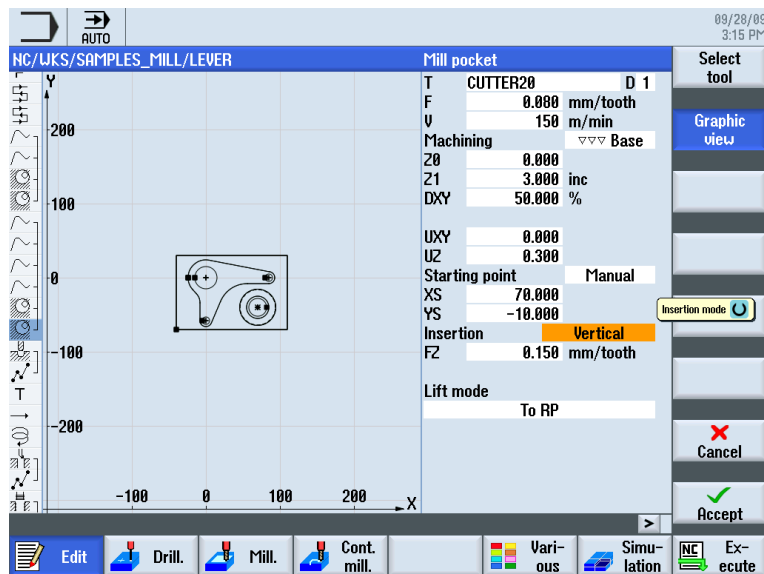 AUTO
09/28/09
3:15 PM
NC/WKS/SAMPLES_MILL/LEVER
Mill pocket
Select tool
Y
T CUTTER20 D 1
F 0.080 mm/tooth
V 150 m/min
Graphic view
Machining ▽▽▽ Base
Z0 0.000
Z1 3.000 inc
DXY 50.000 %
UXY 0.000
UZ 0.300
Starting point Manual
XS 70.000
YS -10.000
Insertion mode
Insertion Vertical
FZ 0.150 mm/tooth
Lift mode
To RP
200
100
0
-100
-200
-100 0 100 200 X
T
Cancel
Accept
>
Edit
Drill.
Mill.
Cont. mill.
Vari- ous
Simu- lation
NC Ex- ecute